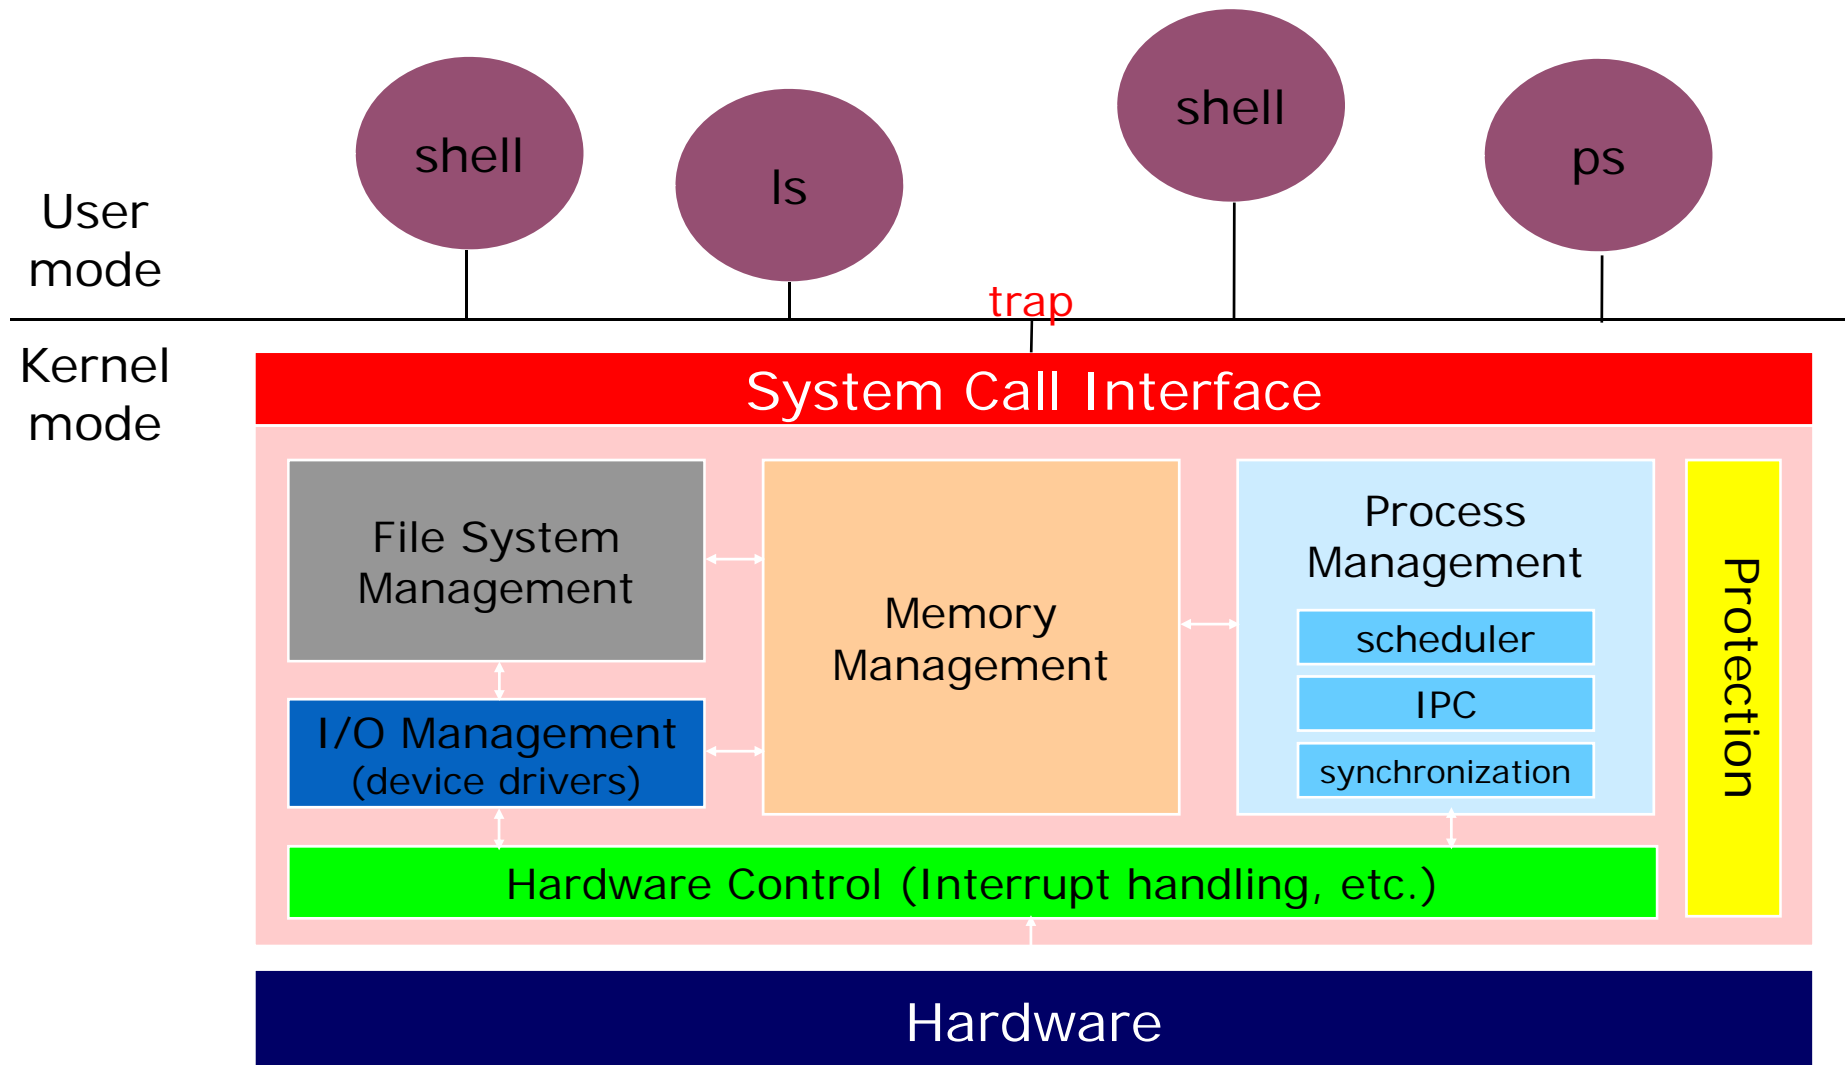 shell
ls
shell
ps
User
mode
trap
Kernel
mode
System Call Interface
File System
Management
Memory
Management
Process
Management
scheduler
IPC
synchronization
Protection
I/O Management
(device drivers)
Hardware Control (Interrupt handling, etc.)
Hardware